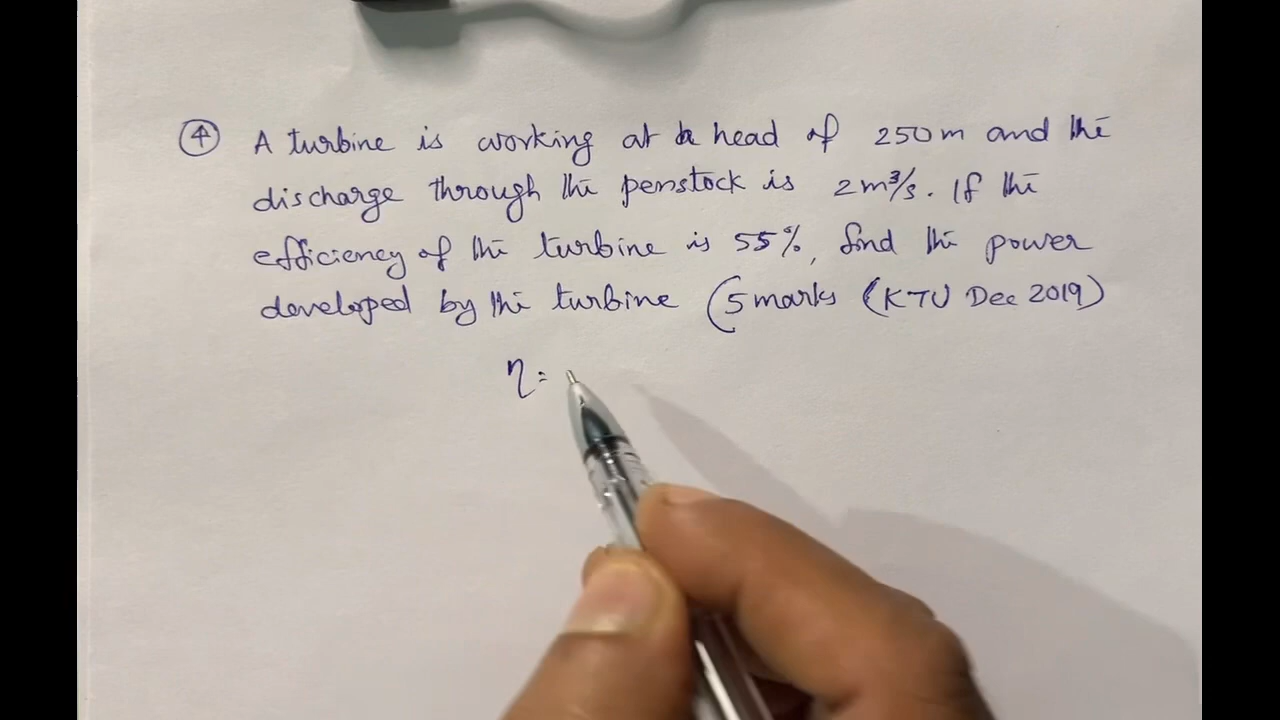 ④ A turbine is working at a head of 250 m and the
discharge through the penstock is 2 m³/s. If the
efficiency of the turbine is 55%, find the power
developed by the turbine (5 marks (KTU Dec 2019)
η =